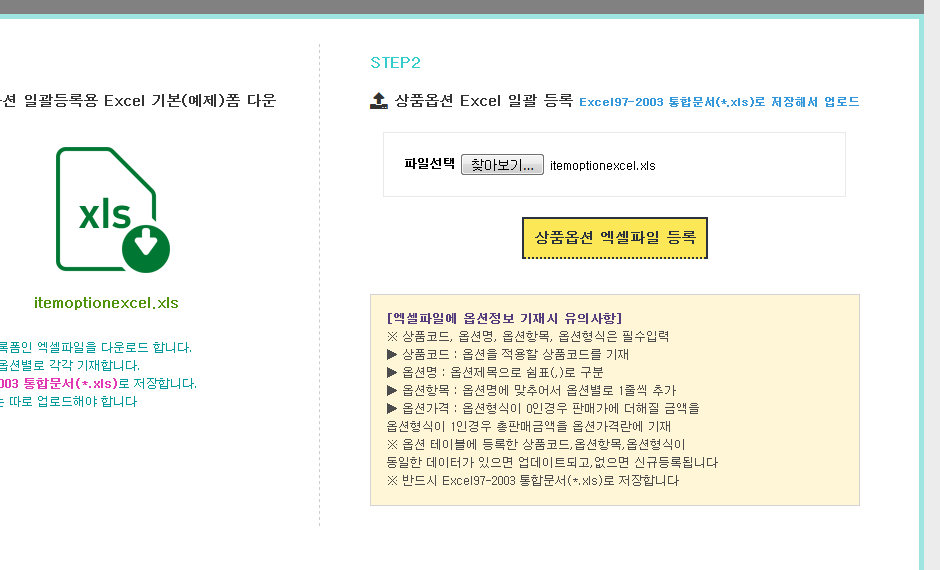 션 일괄등록용 Excel 기본(예제)폼 다운
xls
itemoptionexcel.xls
록폼인 엑셀파일을 다운로드 합니다.
옵션별로 각각 기재합니다.
003 통합문서(*.xls)로 저장합니다.
는 따로 업로드해야 합니다
STEP2
상품옵션 Excel 일괄 등록 Excel97-2003 통합문서(*.xls)로 저장해서 업로드
파일선택 찾아보기... itemoptionexcel.xls
상품옵션 엑셀파일 등록
[엑셀파일에 옵션정보 기재시 유의사항]
※ 상품코드, 옵션명, 옵션항목, 옵션형식은 필수입력
▶ 상품코드 : 옵션을 적용할 상품코드를 기재
▶ 옵션명 : 옵션제목으로 쉼표(,)로 구분
▶ 옵션항목 : 옵션명에 맞추어서 옵션별로 1줄씩 추가
▶ 옵션가격 : 옵션형식이 0인경우 판매가에 더해질 금액을
옵션형식이 1인경우 총판매금액을 옵션가격란에 기재
※ 옵션 테이블에 등록한 상품코드,옵션항목,옵션형식이
동일한 데이터가 있으면 업데이트되고,없으면 신규등록됩니다
※ 반드시 Excel97-2003 통합문서(*.xls)로 저장합니다